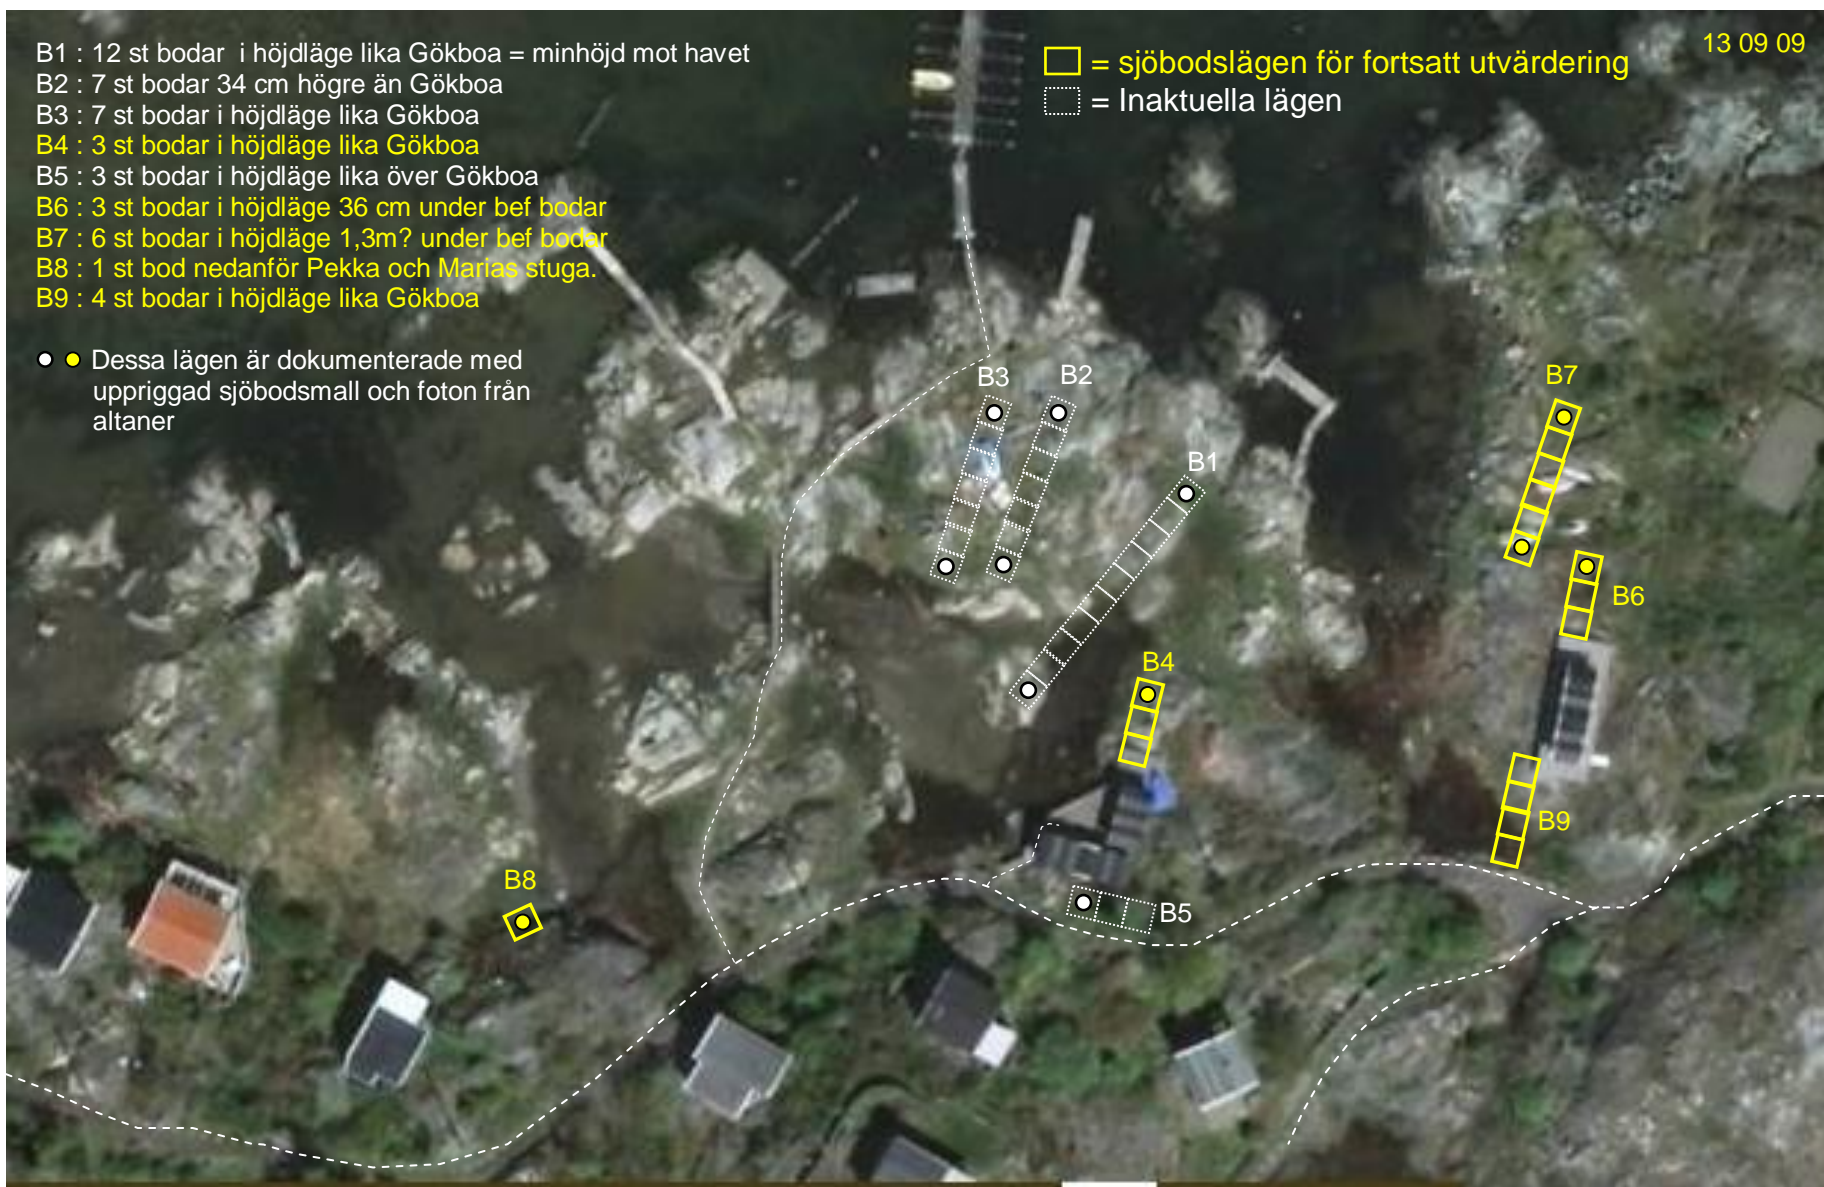 B1 : 12 st bodar i höjdläge lika Gökboa = minhöjd mot havet
B2 : 7 st bodar 34 cm högre än Gökboa
B3 : 7 st bodar i höjdläge lika Gökboa
B4 : 3 st bodar i höjdläge lika Gökboa
B5 : 3 st bodar i höjdläge lika över Gökboa
B6 : 3 st bodar i höjdläge 36 cm under bef bodar
B7 : 6 st bodar i höjdläge 1,3m? under bef bodar
B8 : 1 st bod nedanför Pekka och Marias stuga.
B9 : 4 st bodar i höjdläge lika Gökboa
Dessa lägen är dokumenterade med
uppriggad sjöbodsmall och foton från
altaner
13 09 09
= sjöbodslägen för fortsatt utvärdering
= Inaktuella lägen
B3
B2
B7
B1
B6
B4
B9
B8
B5